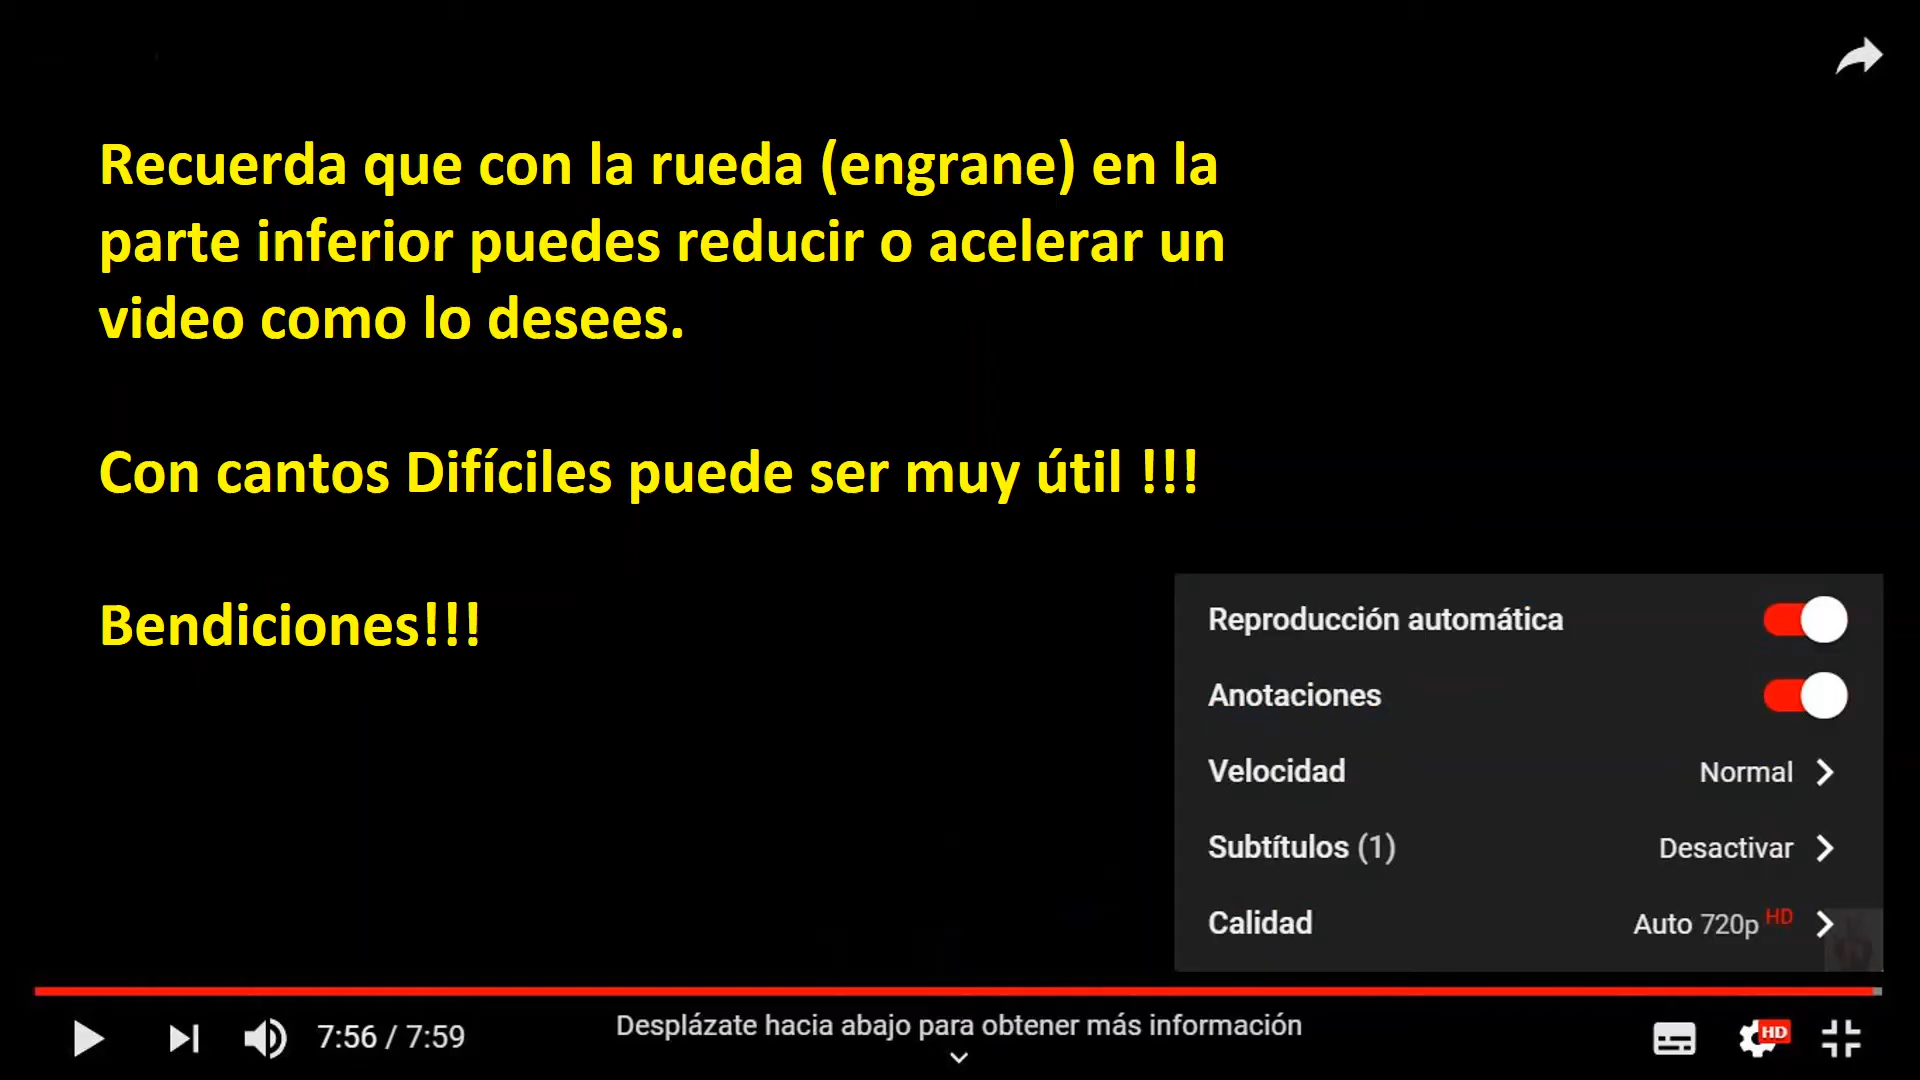 Recuerda que con la rueda (engrane) en la
parte inferior puedes reducir o acelerar un
video como lo desees.
Con cantos Difíciles puede ser muy útil !!!
Bendiciones!!!
Reproducción automática
Anotaciones
Velocidad Normal
Subtítulos (1) Desactivar
Calidad Auto 720p HD
7:56 / 7:59
Desplázate hacia abajo para obtener más información
HD